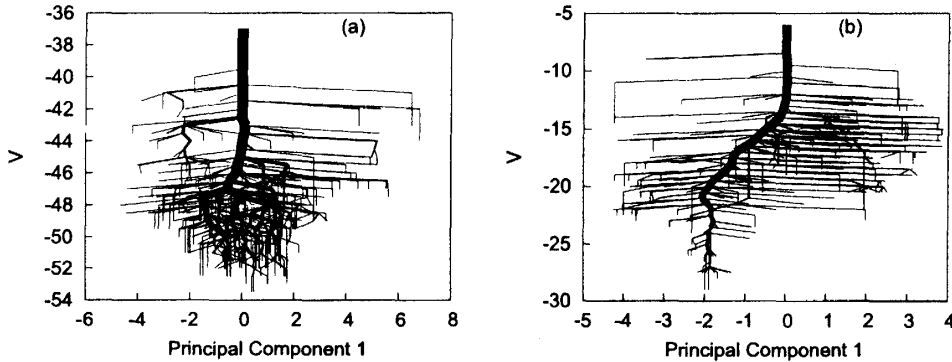 (a)
-36
-38
-40
-42
-44
-46
-48
-50
-52
-54
V
-6 -4 -2 0 2 4 6 8
Principal Component 1
(b)
-5
-10
-15
-20
-25
-30
V
-5 -4 -3 -2 -1 0 1 2 3 4
Principal Component 1